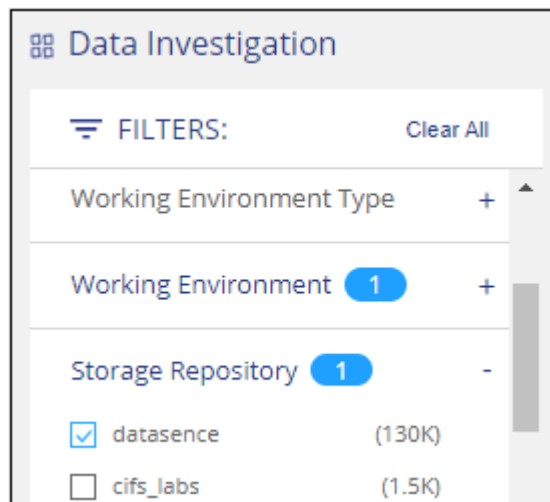 Data Investigation
FILTERS: Clear All
Working Environment Type +
Working Environment 1 +
Storage Repository 1 -
datasence (130K)
cifs_labs (1.5K)